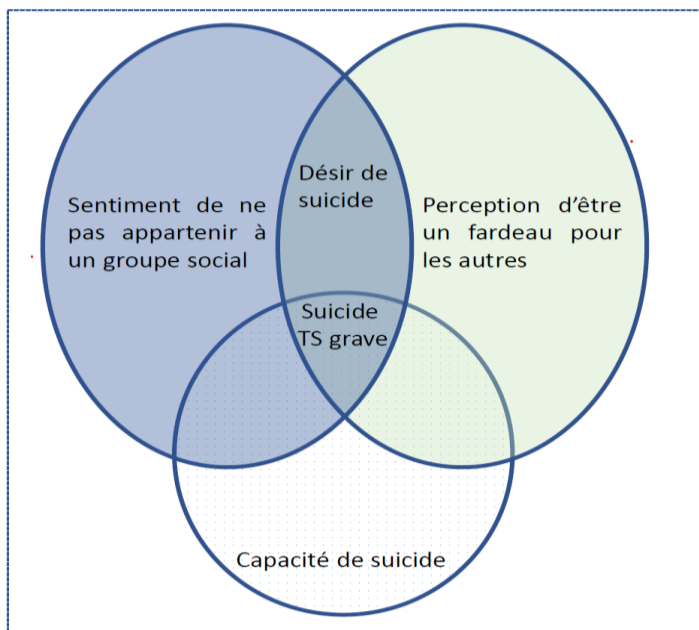 Désir de
suicide
Sentiment de ne
pas appartenir à
un groupe social
Perception d'être
un fardeau pour
les autres
Suicide
TS grave
Capacité de suicide